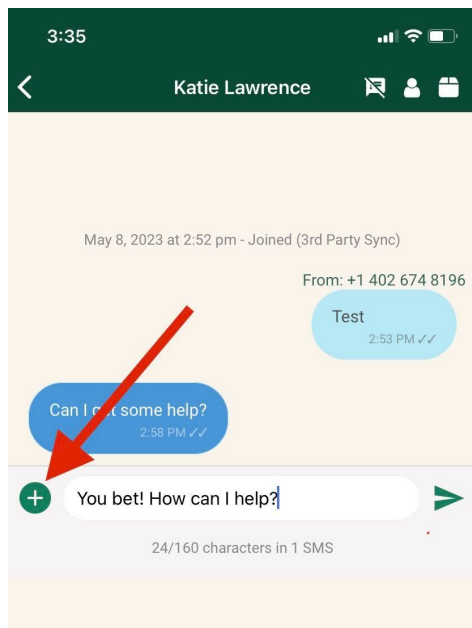 3:35
Katie Lawrence
May 8, 2023 at 2:52 pm - Joined (3rd Party Sync)
From: +1 402 674 8196
Test
2:53 PM ✓✓
Can I get some help?
2:58 PM ✓✓
You bet! How can I help?
24/160 characters in 1 SMS